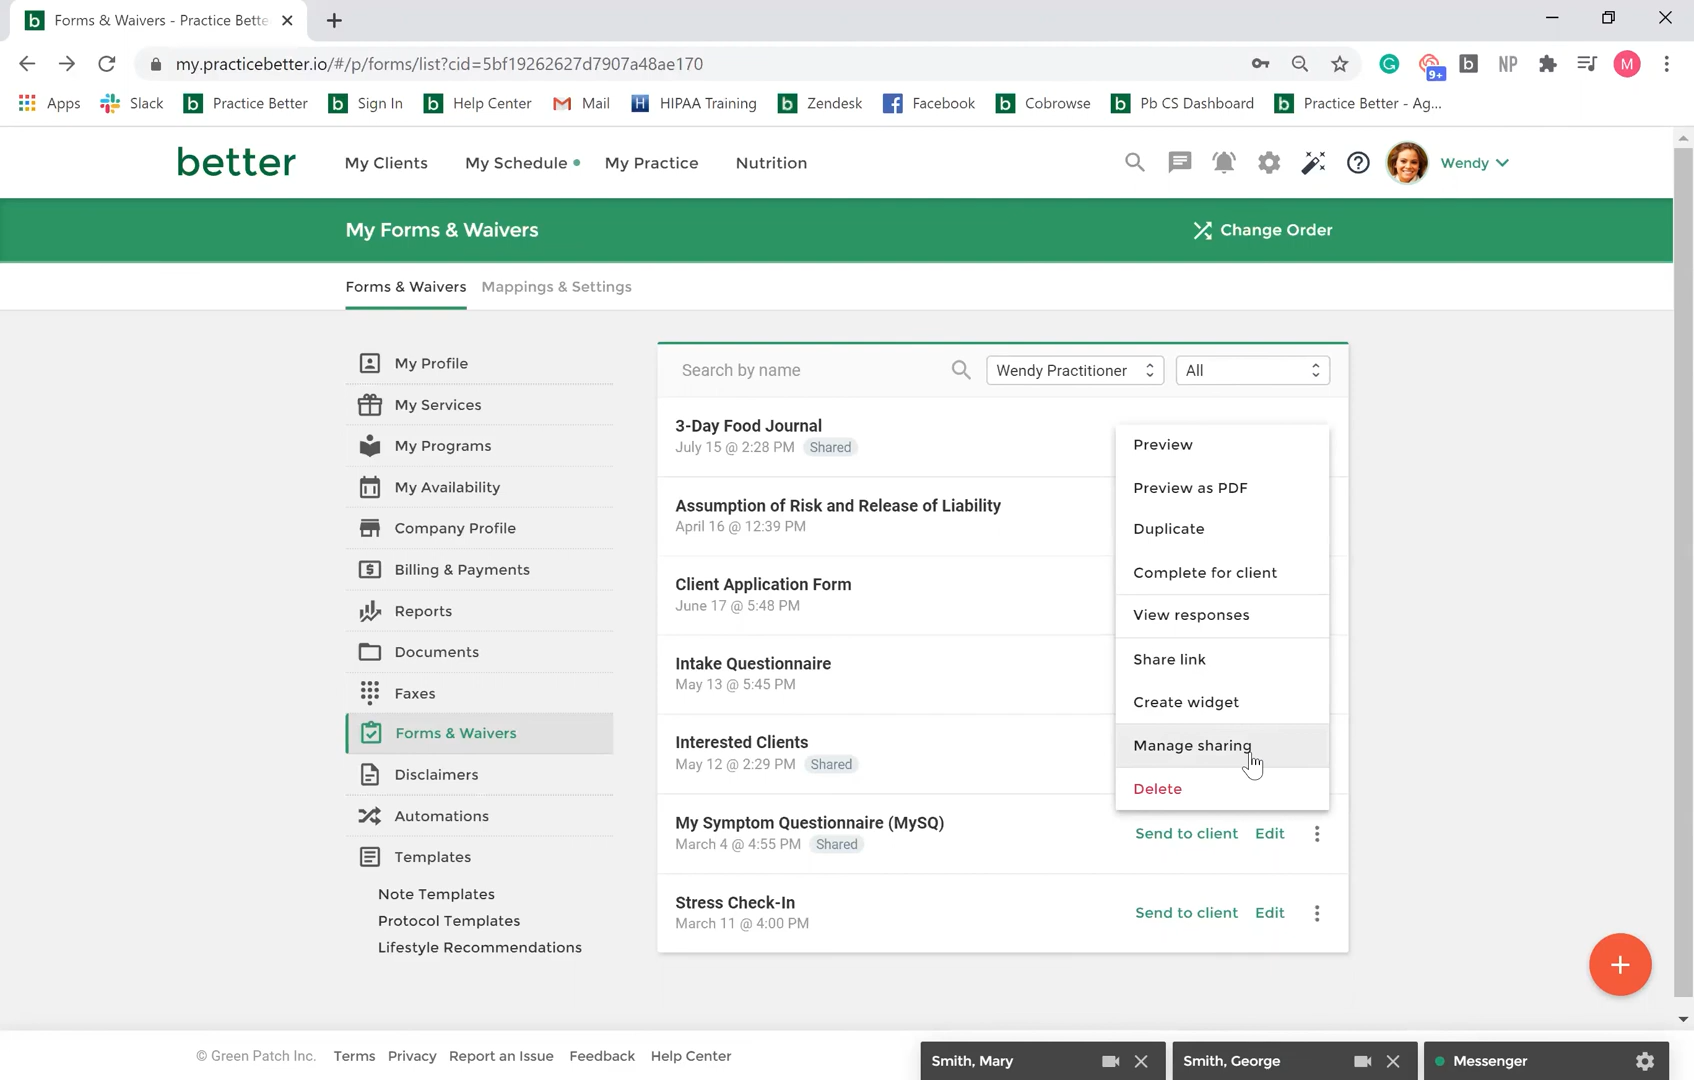 b Forms & Waivers - Practice Bette
my.practicebetter.io/#/p/forms/list?cid=5bf19262627d7907a48ae170
9+ b NP M
Apps Slack b Practice Better b Sign In b Help Center Mail H HIPAA Training b Zendesk Facebook b Cobrowse b Pb CS Dashboard b Practice Better - Ag...
better My Clients My Schedule My Practice Nutrition Wendy
My Forms & Waivers Change Order
Forms & Waivers Mappings & Settings
My Profile
My Services
My Programs
My Availability
Company Profile
Billing & Payments
Reports
Documents
Faxes
Forms & Waivers
Disclaimers
Automations
Templates
Note Templates
Protocol Templates
Lifestyle Recommendations
Search by name Wendy Practitioner All
3-Day Food Journal
July 15 @ 2:28 PM Shared
Assumption of Risk and Release of Liability
April 16 @ 12:39 PM
Client Application Form
June 17 @ 5:48 PM
Intake Questionnaire
May 13 @ 5:45 PM
Interested Clients
May 12 @ 2:29 PM Shared
My Symptom Questionnaire (MySQ)
March 4 @ 4:55 PM Shared
Send to client Edit
Stress Check-In
March 11 @ 4:00 PM
Send to client Edit
Preview
Preview as PDF
Duplicate
Complete for client
View responses
Share link
Create widget
Manage sharing
Delete
© Green Patch Inc. Terms Privacy Report an Issue Feedback Help Center
Smith, Mary
Smith, George
Messenger